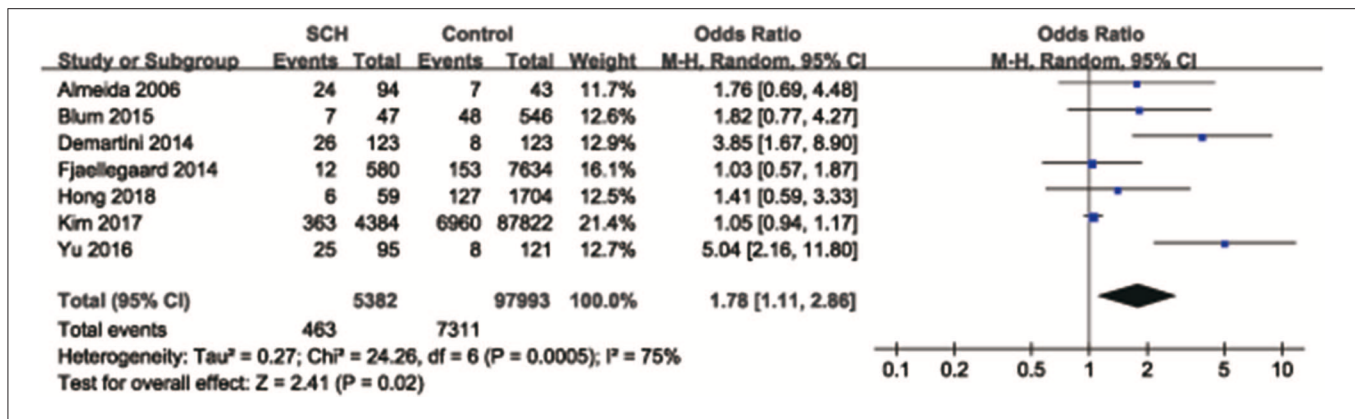 SCH Control Odds Ratio Odds Ratio
Study or Subgroup Events Total Events Total Weight M-H, Random, 95% CI M-H, Random, 95% CI
Almeida 2006 24 94 7 43 11.7% 1.76 [0.69, 4.48]
Blum 2015 7 47 48 546 12.6% 1.82 [0.77, 4.27]
Demartini 2014 26 123 8 123 12.9% 3.85 [1.67, 8.90]
Fjaellegaard 2014 12 580 153 7634 16.1% 1.03 [0.57, 1.87]
Hong 2018 6 59 127 1704 12.5% 1.41 [0.59, 3.33]
Kim 2017 363 4384 6960 87822 21.4% 1.05 [0.94, 1.17]
Yu 2016 25 95 8 121 12.7% 5.04 [2.16, 11.80]
Total (95% CI) 5382 97993 100.0% 1.78 [1.11, 2.86]
Total events 463 7311
Heterogeneity: Tau² = 0.27; Chi² = 24.26, df = 6 (P = 0.0005); I² = 75%
Test for overall effect: Z = 2.41 (P = 0.02)
0.1 0.2 0.5 1 2 5 10